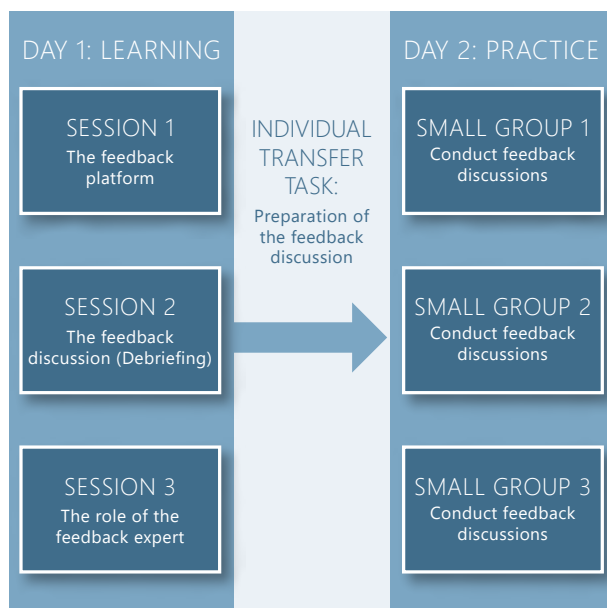 DAY 1: LEARNING
SESSION 1
The feedback
platform
SESSION 2
The feedback
discussion (Debriefing)
SESSION 3
The role of the
feedback expert
INDIVIDUAL
TRANSFER
TASK:
Preparation of
the feedback
discussion
DAY 2: PRACTICE
SMALL GROUP 1
Conduct feedback
discussions
SMALL GROUP 2
Conduct feedback
discussions
SMALL GROUP 3
Conduct feedback
discussions